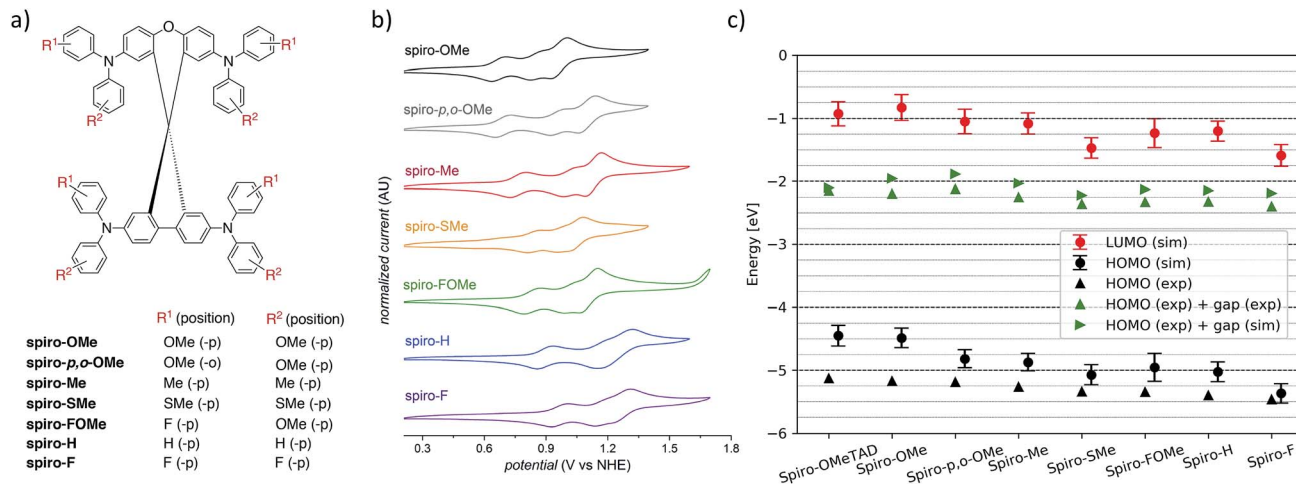 a)
R¹
O
R¹
N
N
R²
R²
R¹
R¹
N
N
R²
R²
R¹ (position) R² (position)
spiro-OMe OMe (-p) OMe (-p)
spiro-p,o-OMe OMe (-o) OMe (-p)
spiro-Me Me (-p) Me (-p)
spiro-SMe SMe (-p) SMe (-p)
spiro-FOMe F (-p) OMe (-p)
spiro-H H (-p) H (-p)
spiro-F F (-p) F (-p)
b)
spiro-OMe
spiro-p,o-OMe
spiro-Me
spiro-SMe
spiro-FOMe
spiro-H
spiro-F
normalized current (AU)
0.3 0.6 0.9 1.2 1.5 1.8
potential (V vs NHE)
c)
0
−1
−2
−3
−4
−5
−6
Energy [eV]
LUMO (sim)
HOMO (sim)
HOMO (exp)
HOMO (exp) + gap (exp)
HOMO (exp) + gap (sim)
Spiro-OMeTAD
Spiro-OMe
Spiro-p,o-OMe
Spiro-Me
Spiro-SMe
Spiro-FOMe
Spiro-H
Spiro-F